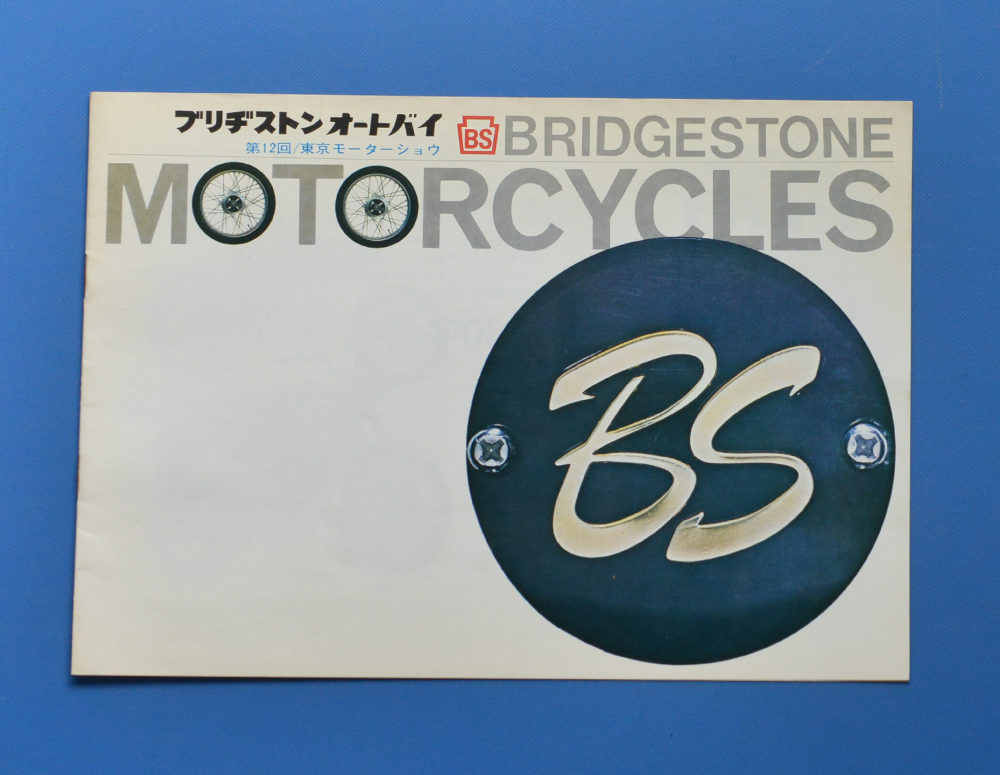 ブリヂストン オートバイ
第12回/東京モーターショウ
BS BRIDGESTONE
MOTORCYCLES
BS